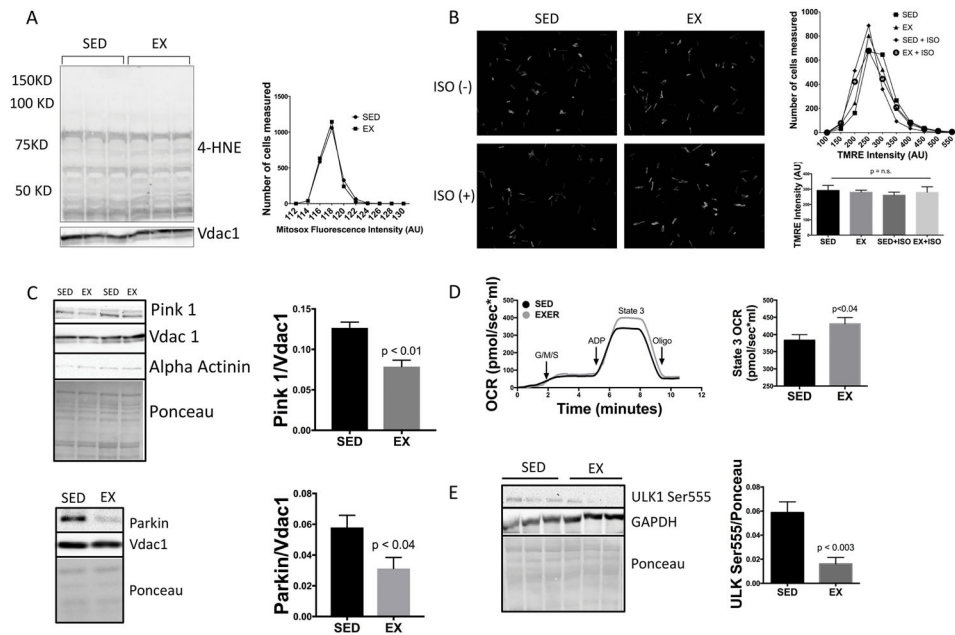 A
SED EX
150KD
100 KD
75KD
50 KD
4-HNE
Vdac1
Number of cells measured
1500
1000
500
0
SED
EX
112 114 116 118 120 122 124 126 128 130
Mitosox Fluorescence Intensity (AU)
B
SED EX
ISO (-)
ISO (+)
Number of cells measured
1000
800
600
400
200
0
SED
EX
SED + ISO
EX + ISO
100 150 200 250 300 350 400 450 500 550
TMRE Intensity (AU)
TMRE Intensity (AU)
400
300
200
100
0
p = n.s.
SED EX SED+ISO EX+ISO
C
SED EX SED EX
Pink 1
Vdac 1
Alpha Actinin
Ponceau
Pink 1/Vdac1
0.15
0.10
0.05
0.00
p < 0.01
SED EX
SED EX
Parkin
Vdac1
Ponceau
Parkin/Vdac1
0.08
0.06
0.04
0.02
0.00
p < 0.04
SED EX
D
OCR (pmol/sec*ml)
500
400
300
200
100
0
SED
EXER
State 3
G/M/S
ADP
Oligo
0 2 4 6 8 10 12
Time (minutes)
State 3 OCR
(pmol/sec*ml)
500
450
400
350
300
250
p<0.04
SED EX
E
SED EX
ULK1 Ser555
GAPDH
Ponceau
ULK Ser555/Ponceau
0.08
0.06
0.04
0.02
0.00
p < 0.003
SED EX